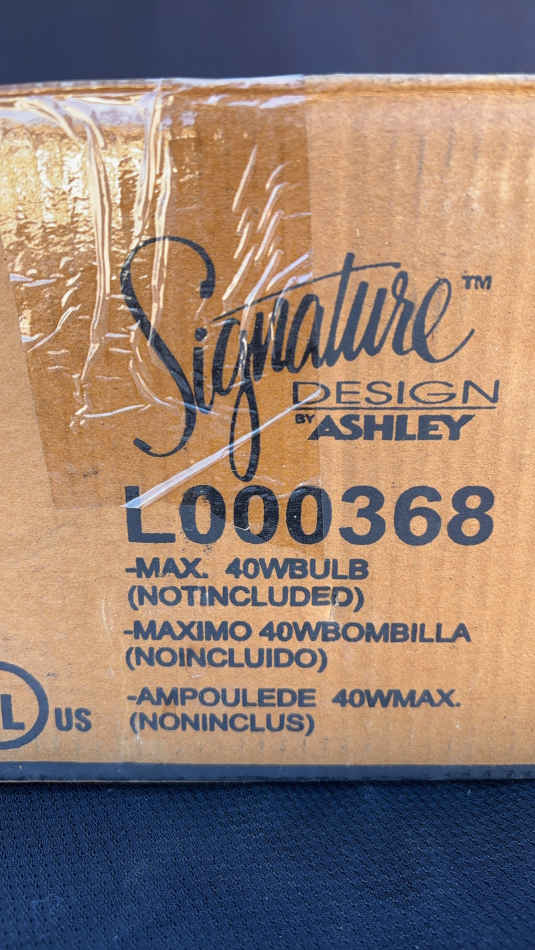 Signature™
DESIGN
BY ASHLEY
L000368
-MAX. 40WBULB
(NOTINCLUDED)
-MAXIMO 40WBOMBILLA
(NOINCLUIDO)
-AMPOULEDE 40WMAX.
(NONINCLUS)
L US